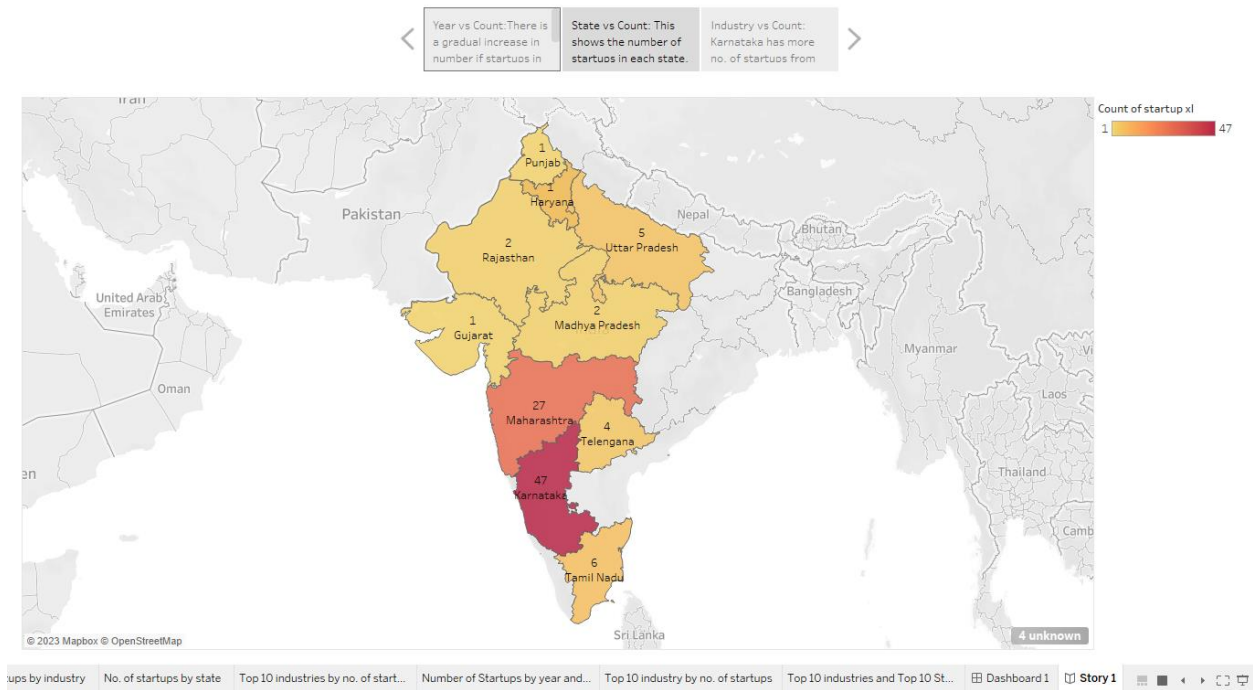 Year vs Count:There is
a gradual increase in
number if startups in
State vs Count: This
shows the number of
startups in each state.
Industry vs Count:
Karnataka has more
no. of startups from
Count of startup xl
1 47
Iran
1
Punjab
1
Haryana
Pakistan
Nepal
5
Uttar Pradesh
Bhutan
2
Rajasthan
Bangladesh
United Arab
Emirates
1
Gujarat
2
Madhya Pradesh
Myanmar
Oman
Laos
27
Maharashtra
4
Telengana
Thailand
47
Karnataka
6
Tamil Nadu
Sri Lanka
© 2023 Mapbox © OpenStreetMap
4 unknown
tups by industry
No. of startups by state
Top 10 industries by no. of start...
Number of Startups by year and...
Top 10 industry by no. of startups
Top 10 industries and Top 10 St...
Dashboard 1
Story 1